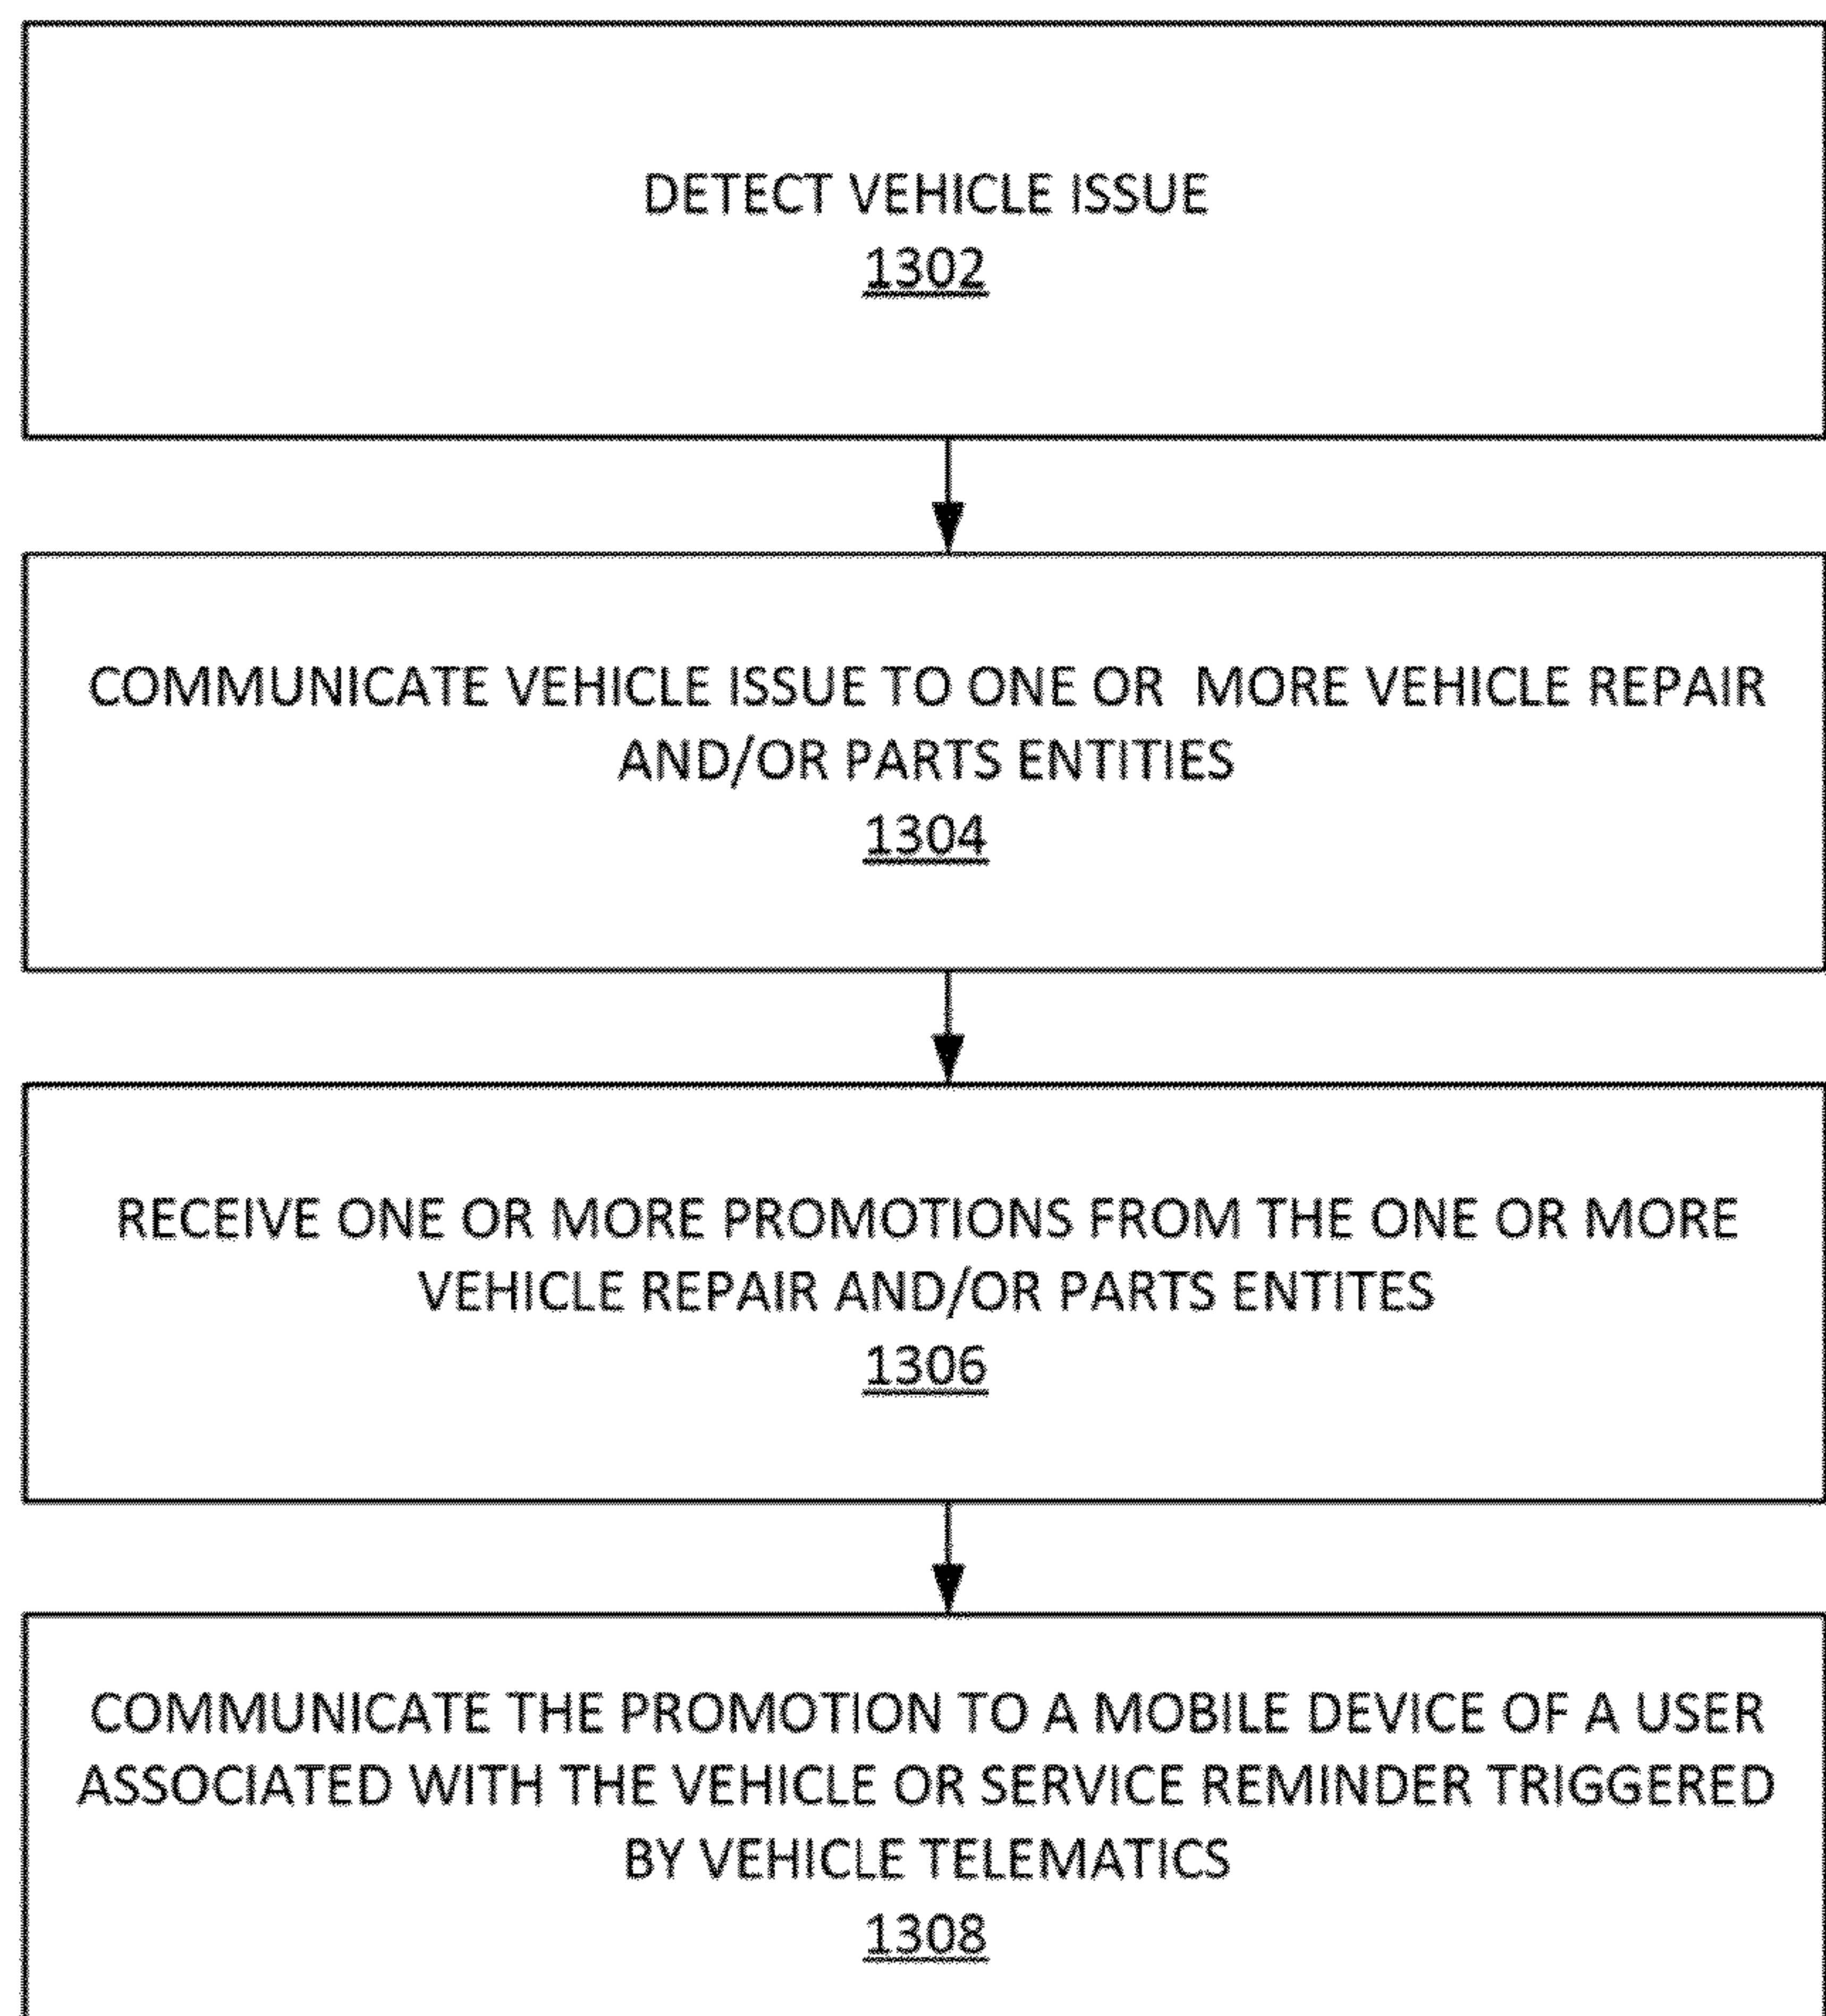 DETECT VEHICLE ISSUE
1302
COMMUNICATE VEHICLE ISSUE TO ONE OR MORE VEHICLE REPAIR
AND/OR PARTS ENTITIES
1304
RECEIVE ONE OR MORE PROMOTIONS FROM THE ONE OR MORE
VEHICLE REPAIR AND/OR PARTS ENTITES
1306
COMMUNICATE THE PROMOTION TO A MOBILE DEVICE OF A USER
ASSOCIATED WITH THE VEHICLE OR SERVICE REMINDER TRIGGERED
BY VEHICLE TELEMATICS
1308